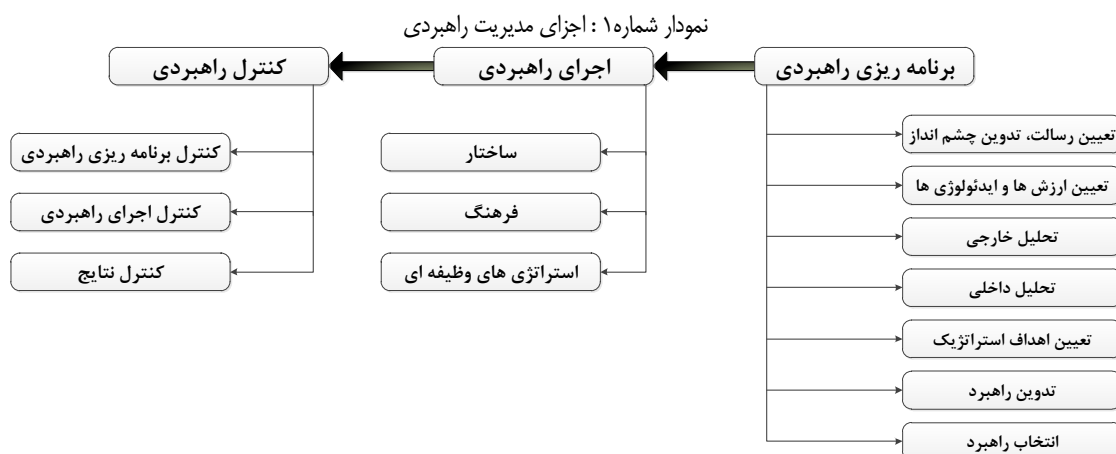 نمودار شماره۱ : اجزای مدیریت راهبردی
برنامه ریزی راهبردی
تعیین رسالت، تدوین چشم انداز
تعیین ارزش ها و ایدئولوژی ها
تحلیل خارجی
تحلیل داخلی
تعیین اهداف استراتژیک
تدوین راهبرد
انتخاب راهبرد
اجرای راهبردی
ساختار
فرهنگ
استراتژی های وظیفه ای
کنترل راهبردی
کنترل برنامه ریزی راهبردی
کنترل اجرای راهبردی
کنترل نتایج